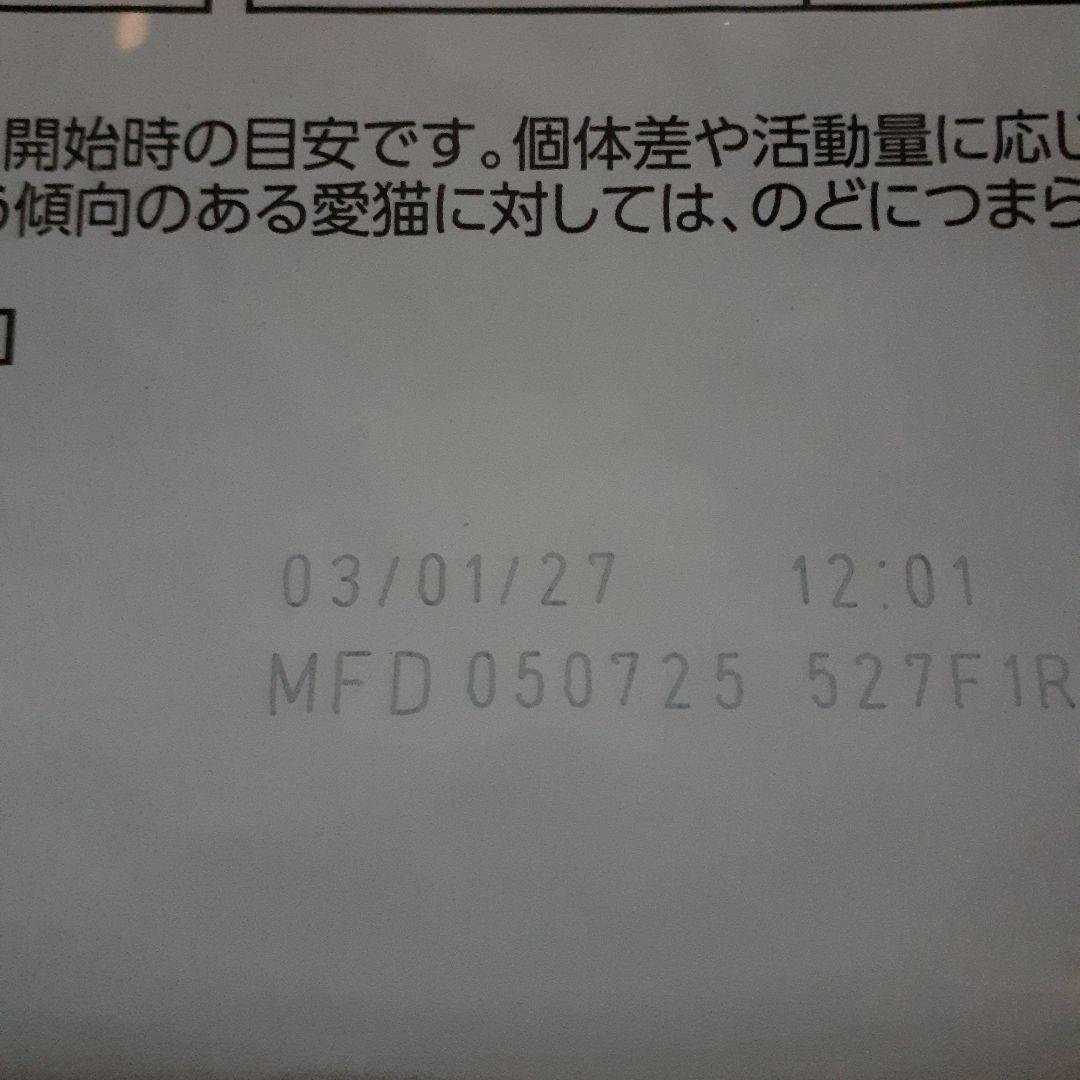 開始時の目安です。個体差や活動量に応じ
う傾向のある愛猫に対しては、のどにつまら
03/01/27 12:01
MFD 050725 527F1R